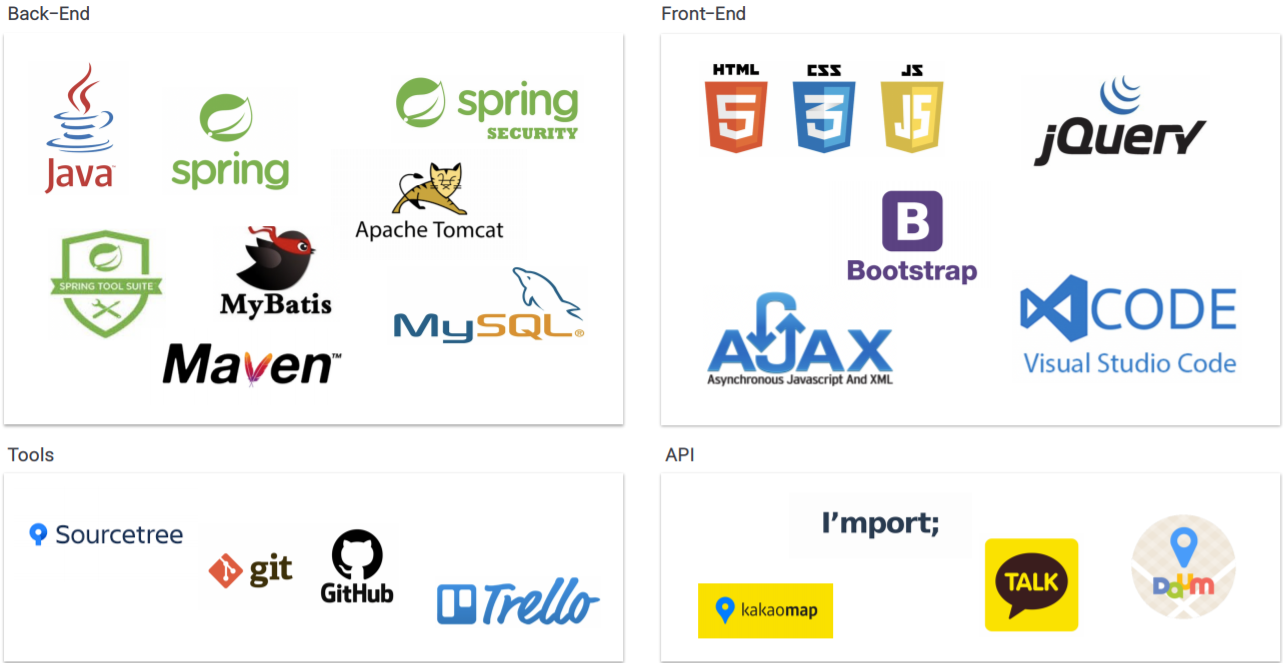 Back-End
Java™
spring
spring
SECURITY
Apache Tomcat
SPRING TOOL SUITE
MyBatis
MySQL®
Maven™
Front-End
HTML
5
CSS
3
JS
JS
jQuery
B
Bootstrap
AJAX
Asynchronous Javascript And XML
CODE
Visual Studio Code
Tools
Sourcetree
git
GitHub
Trello
API
I'mport;
kakaomap
TALK
Daum